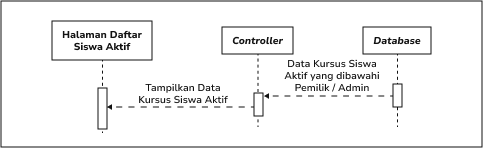 Halaman Daftar
Siswa Aktif
Controller
Database
Data Kursus Siswa
Aktif yang dibawahi
Pemilik / Admin
Tampilkan Data
Kursus Siswa Aktif